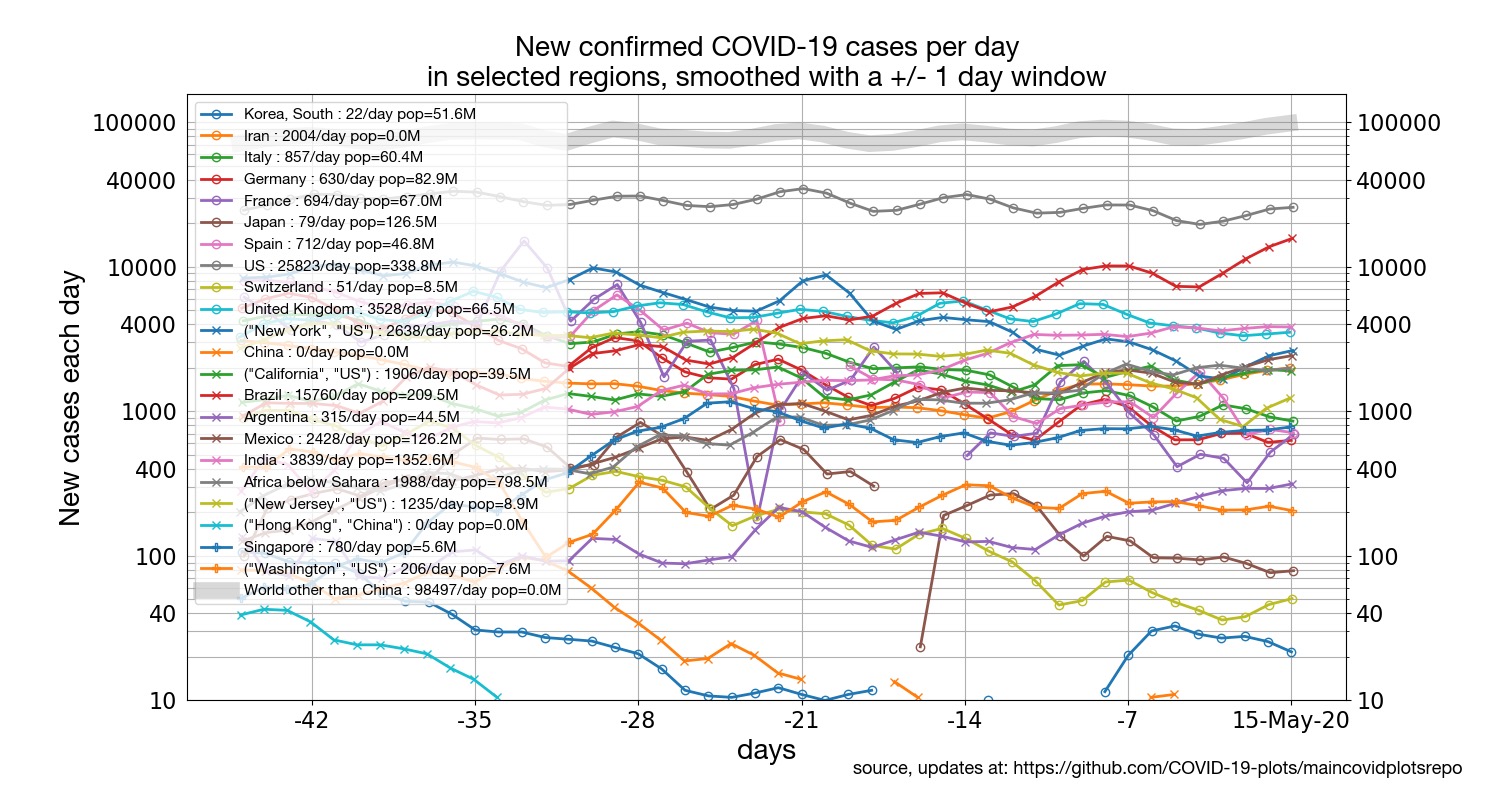 New confirmed COVID-19 cases per day
in selected regions, smoothed with a +/- 1 day window
New cases each day
100000
40000
10000
4000
1000
400
100
40
10
Korea, South : 22/day pop=51.6M
Iran : 2004/day pop=0.0M
Italy : 857/day pop=60.4M
Germany : 630/day pop=82.9M
France : 694/day pop=67.0M
Japan : 79/day pop=126.5M
Spain : 712/day pop=46.8M
US : 25823/day pop=338.8M
Switzerland : 51/day pop=8.5M
United Kingdom : 3528/day pop=66.5M
("New York", "US") : 2638/day pop=26.2M
China : 0/day pop=0.0M
("California", "US") : 1906/day pop=39.5M
Brazil : 15760/day pop=209.5M
Argentina : 315/day pop=44.5M
Mexico : 2428/day pop=126.2M
India : 3839/day pop=1352.6M
Africa below Sahara : 1988/day pop=798.5M
("New Jersey", "US") : 1235/day pop=8.9M
("Hong Kong", "China") : 0/day pop=0.0M
Singapore : 780/day pop=5.6M
("Washington", "US") : 206/day pop=7.6M
World other than China : 98497/day pop=0.0M
100000
40000
10000
4000
1000
400
100
40
10
-42 -35 -28 -21 -14 -7 15-May-20
days
source, updates at: https://github.com/COVID-19-plots/maincovidplotsrepo